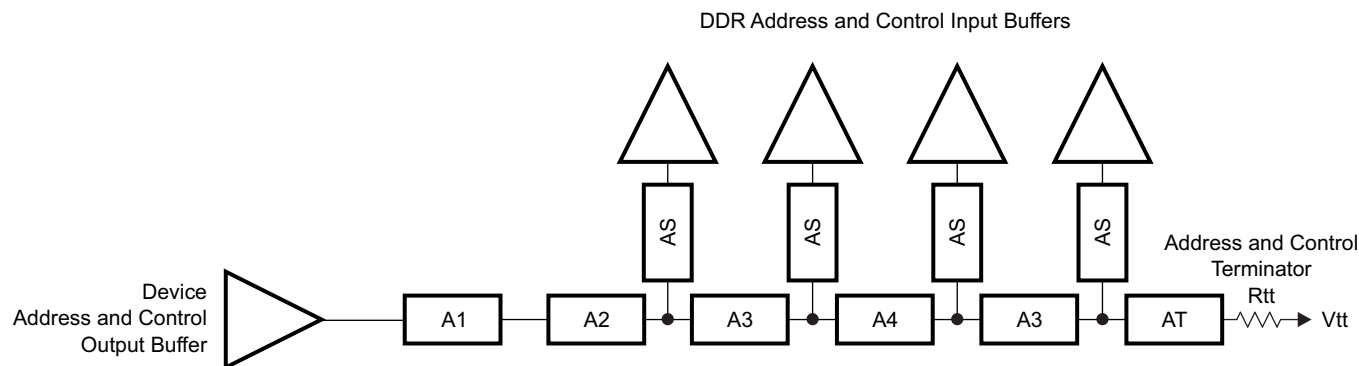 DDR Address and Control Input Buffers
AS
AS
AS
AS
Address and Control
Terminator
Rtt
Vtt
Device
Address and Control
Output Buffer
A1
A2
A3
A4
A3
AT